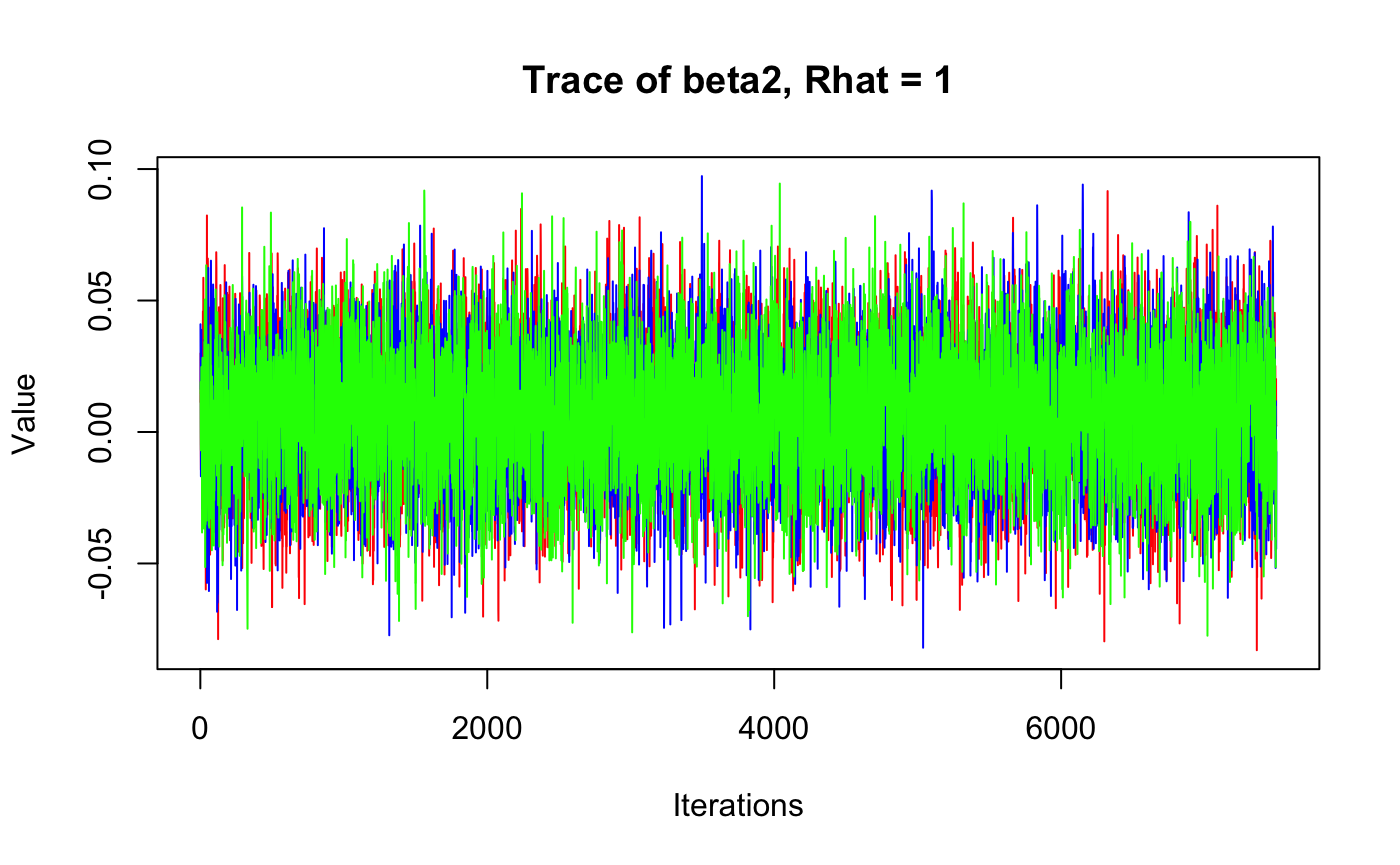 Trace of beta2, Rhat = 1
0.10
0.05
0.00
-0.05
Value
0 2000 4000 6000
Iterations